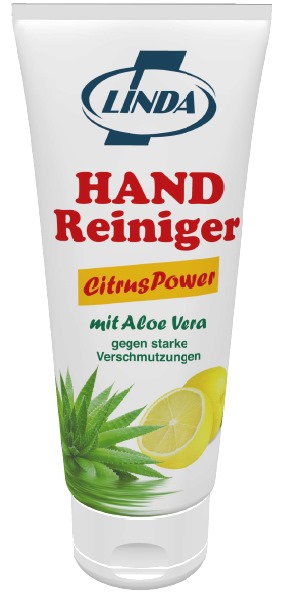 LINDA
HAND
Reiniger
CitrusPower
mit Aloe Vera
gegen starke
Verschmutzungen